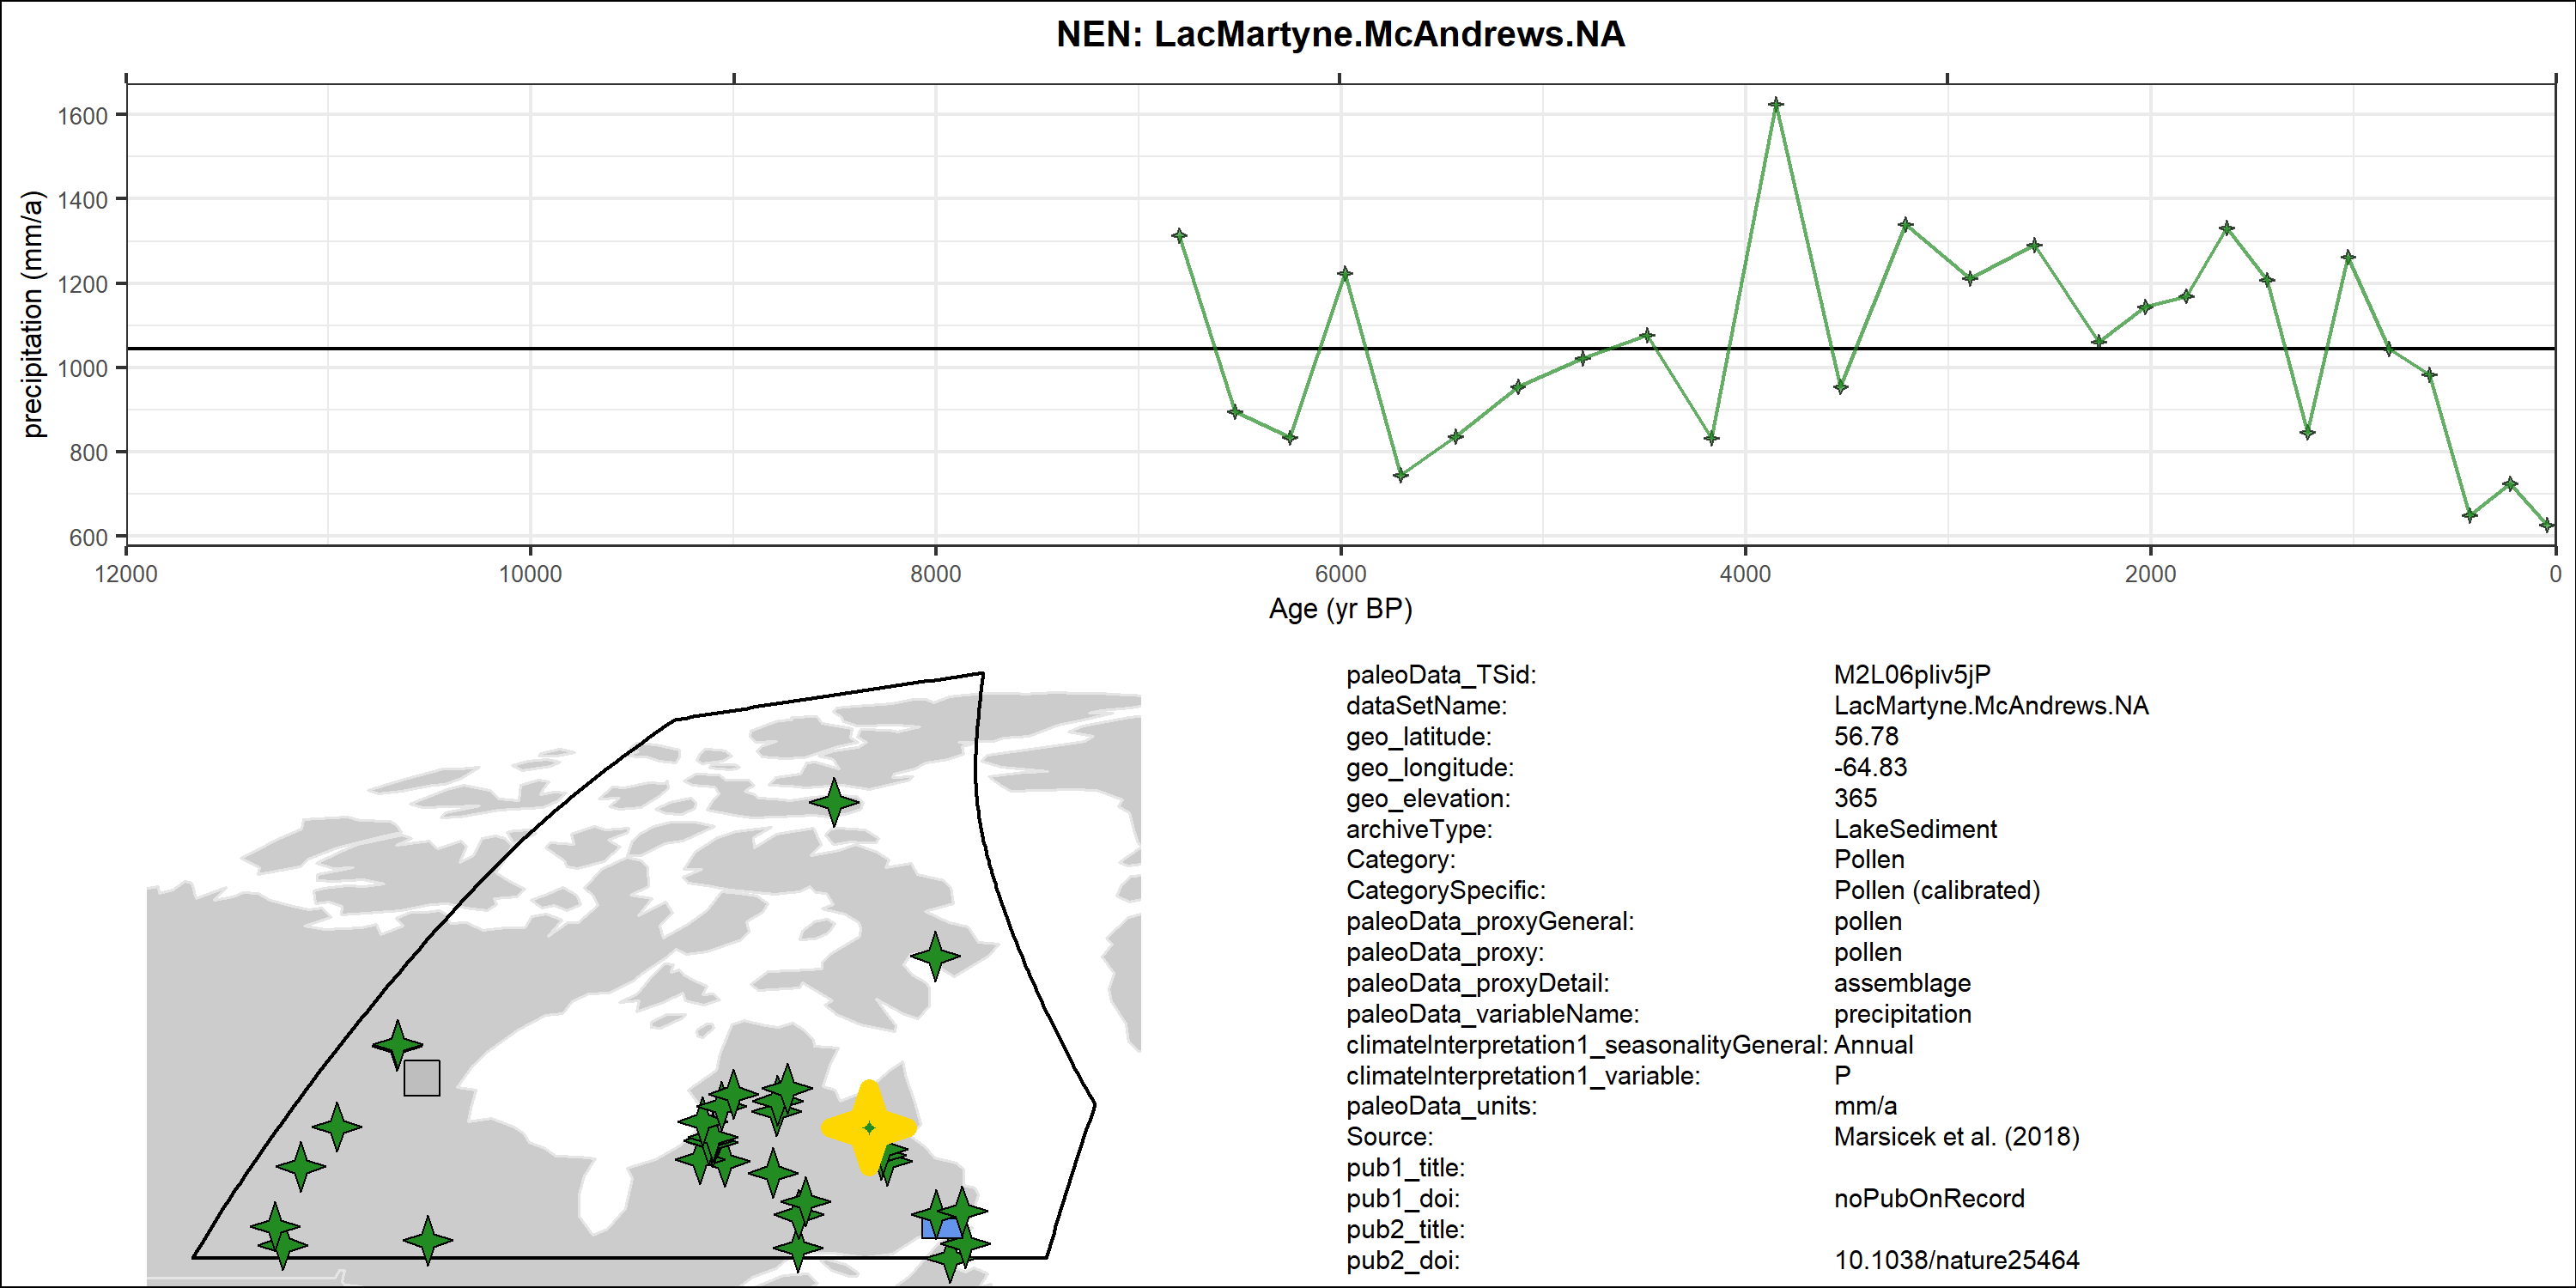 NEN: LacMartyne.McAndrews.NA
1600
1400
1200
1000
800
600
precipitation (mm/a)
12000 10000 8000 6000 4000 2000 0
Age (yr BP)
paleoData_TSid: M2L06pliv5jP
dataSetName: LacMartyne.McAndrews.NA
geo_latitude: 56.78
geo_longitude: -64.83
geo_elevation: 365
archiveType: LakeSediment
Category: Pollen
CategorySpecific: Pollen (calibrated)
paleoData_proxyGeneral: pollen
paleoData_proxy: pollen
paleoData_proxyDetail: assemblage
paleoData_variableName: precipitation
climateInterpretation1_seasonalityGeneral: Annual
climateInterpretation1_variable: P
paleoData_units: mm/a
Source: Marsicek et al. (2018)
pub1_title:
pub1_doi: noPubOnRecord
pub2_title:
pub2_doi: 10.1038/nature25464